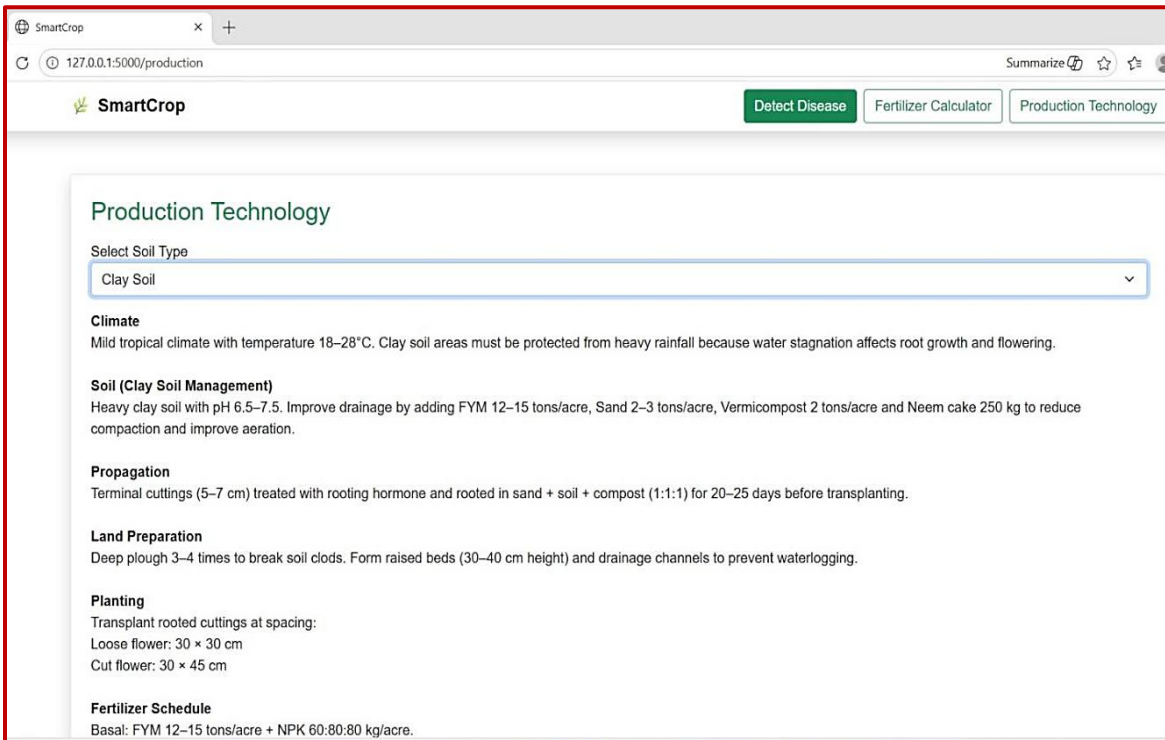 SmartCrop
127.0.0.1:5000/production
Summarize
SmartCrop
Detect Disease
Fertilizer Calculator
Production Technology
Production Technology
Select Soil Type
Clay Soil
Climate
Mild tropical climate with temperature 18–28°C. Clay soil areas must be protected from heavy rainfall because water stagnation affects root growth and flowering.
Soil (Clay Soil Management)
Heavy clay soil with pH 6.5–7.5. Improve drainage by adding FYM 12–15 tons/acre, Sand 2–3 tons/acre, Vermicompost 2 tons/acre and Neem cake 250 kg to reduce
compaction and improve aeration.
Propagation
Terminal cuttings (5–7 cm) treated with rooting hormone and rooted in sand + soil + compost (1:1:1) for 20–25 days before transplanting.
Land Preparation
Deep plough 3–4 times to break soil clods. Form raised beds (30–40 cm height) and drainage channels to prevent waterlogging.
Planting
Transplant rooted cuttings at spacing:
Loose flower: 30 × 30 cm
Cut flower: 30 × 45 cm
Fertilizer Schedule
Basal: FYM 12–15 tons/acre + NPK 60:80:80 kg/acre.